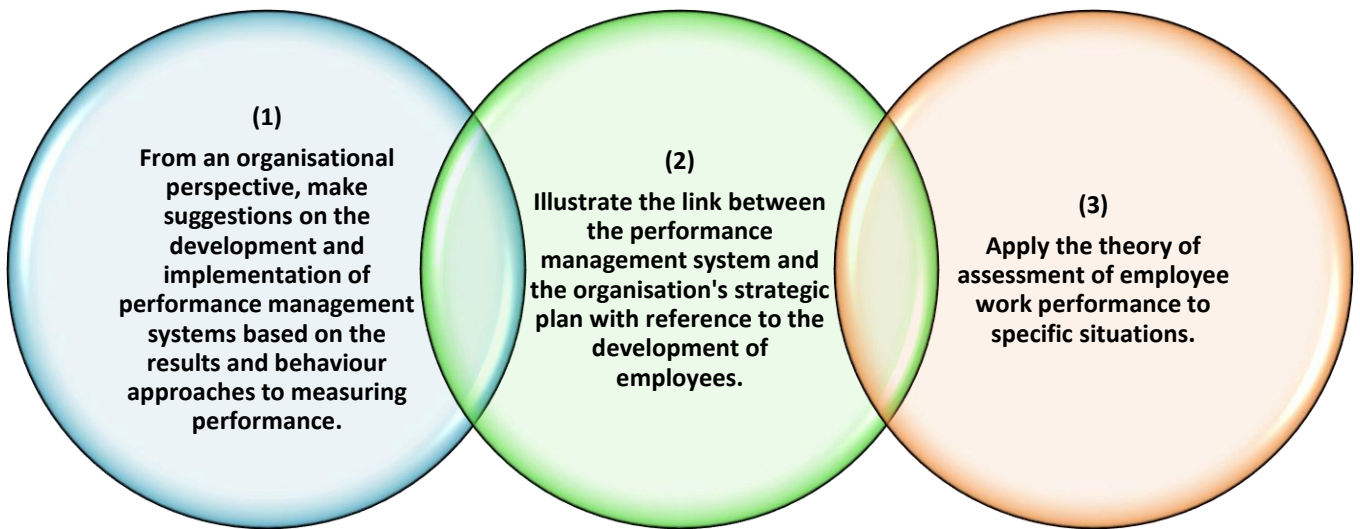 (1)
From an organisational
perspective, make
suggestions on the
development and
implementation of
performance management
systems based on the
results and behaviour
approaches to measuring
performance.
(2)
Illustrate the link between
the performance
management system and
the organisation's strategic
plan with reference to the
development of
employees.
(3)
Apply the theory of
assessment of employee
work performance to
specific situations.